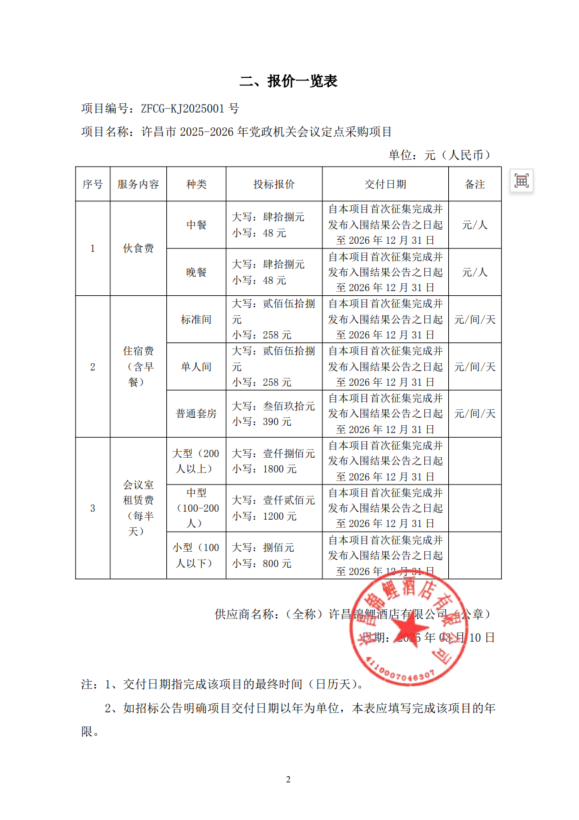 二、报价一览表
项目编号：ZFCG-KJ2025001 号
项目名称：许昌市 2025-2026 年党政机关会议定点采购项目
单位：元（人民币）
序号 服务内容 种类 投标报价 交付日期 备注
1
伙食费
中餐
大写：肆拾捌元
小写：48 元
自本项目首次征集完成并
发布入围结果公告之日起
至 2026 年 12 月 31 日
元/人
晚餐
大写：肆拾捌元
小写：48 元
自本项目首次征集完成并
发布入围结果公告之日起
至 2026 年 12 月 31 日
元/人
2
住宿费
（含早
餐）
标准间
大写：贰佰伍拾捌
元
小写：258 元
自本项目首次征集完成并
发布入围结果公告之日起
至 2026 年 12 月 31 日
元/间/天
单人间
大写：贰佰伍拾捌
元
小写：258 元
自本项目首次征集完成并
发布入围结果公告之日起
至 2026 年 12 月 31 日
元/间/天
普通套房
大写：叁佰玖拾元
小写：390 元
自本项目首次征集完成并
发布入围结果公告之日起
至 2026 年 12 月 31 日
元/间/天
3
会议室
租赁费
（每半
天）
大型（200
人以上）
大写：壹仟捌佰元
小写：1800 元
自本项目首次征集完成并
发布入围结果公告之日起
至 2026 年 12 月 31 日
中型
（100-200
人）
大写：壹仟贰佰元
小写：1200 元
自本项目首次征集完成并
发布入围结果公告之日起
至 2026 年 12 月 31 日
小型（100
人以下）
大写：捌佰元
小写：800 元
自本项目首次征集完成并
发布入围结果公告之日起
至 2026 年 12 月 31 日
供应商名称：（全称）许昌锦鲤酒店有限公司（公章）
日期：2025 年 月 10 日
许昌锦鲤酒店有限公司
4110007046307
注：1、交付日期指完成该项目的最终时间（日历天）。
2、如招标公告明确项目交付日期以年为单位，本表应填写完成该项目的年
限。
2